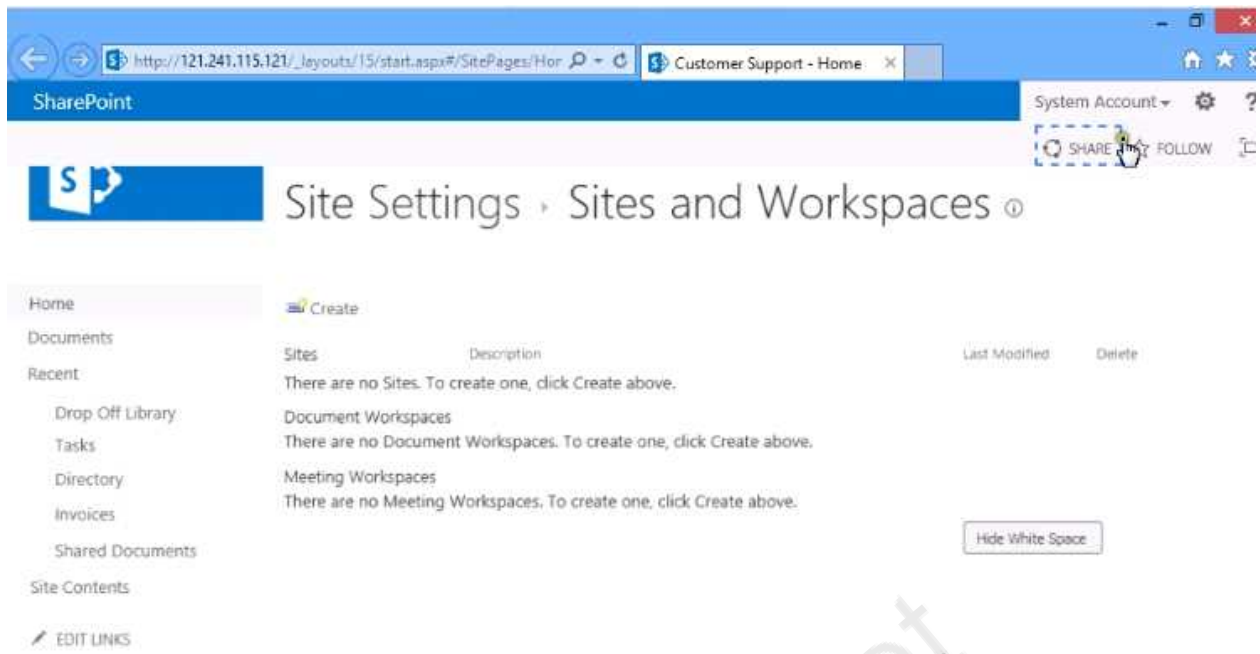 http://121.241.115.121/_layouts/15/start.aspx#/SitePages/Hor
Customer Support - Home
SharePoint
System Account
SHARE
FOLLOW
S
Site Settings › Sites and Workspaces
Home
Create
Documents
Sites Description Last Modified Delete
Recent
There are no Sites. To create one, click Create above.
Drop Off Library
Document Workspaces
Tasks
There are no Document Workspaces. To create one, click Create above.
Directory
Meeting Workspaces
There are no Meeting Workspaces. To create one, click Create above.
Invoices
Hide White Space
Shared Documents
Site Contents
EDIT LINKS